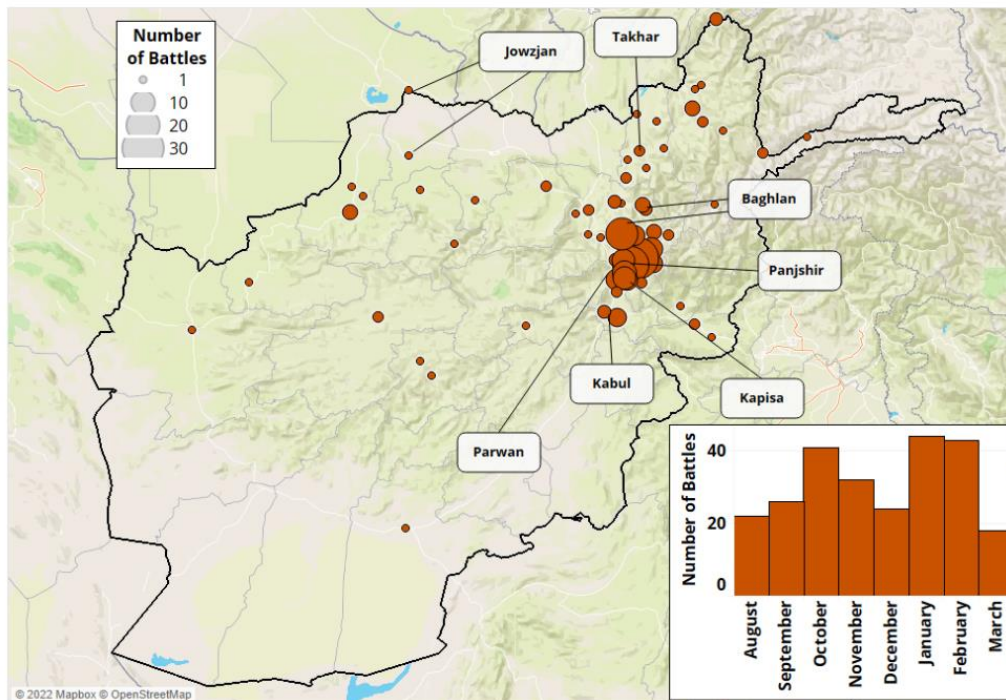 Number
of Battles
1
10
20
30
Jowzjan
Takhar
Baghlan
Panjshir
Kabul
Kapisa
Parwan
Number of Battles
40
20
0
August
September
October
November
December
January
February
March
© 2022 Mapbox © OpenStreetMap